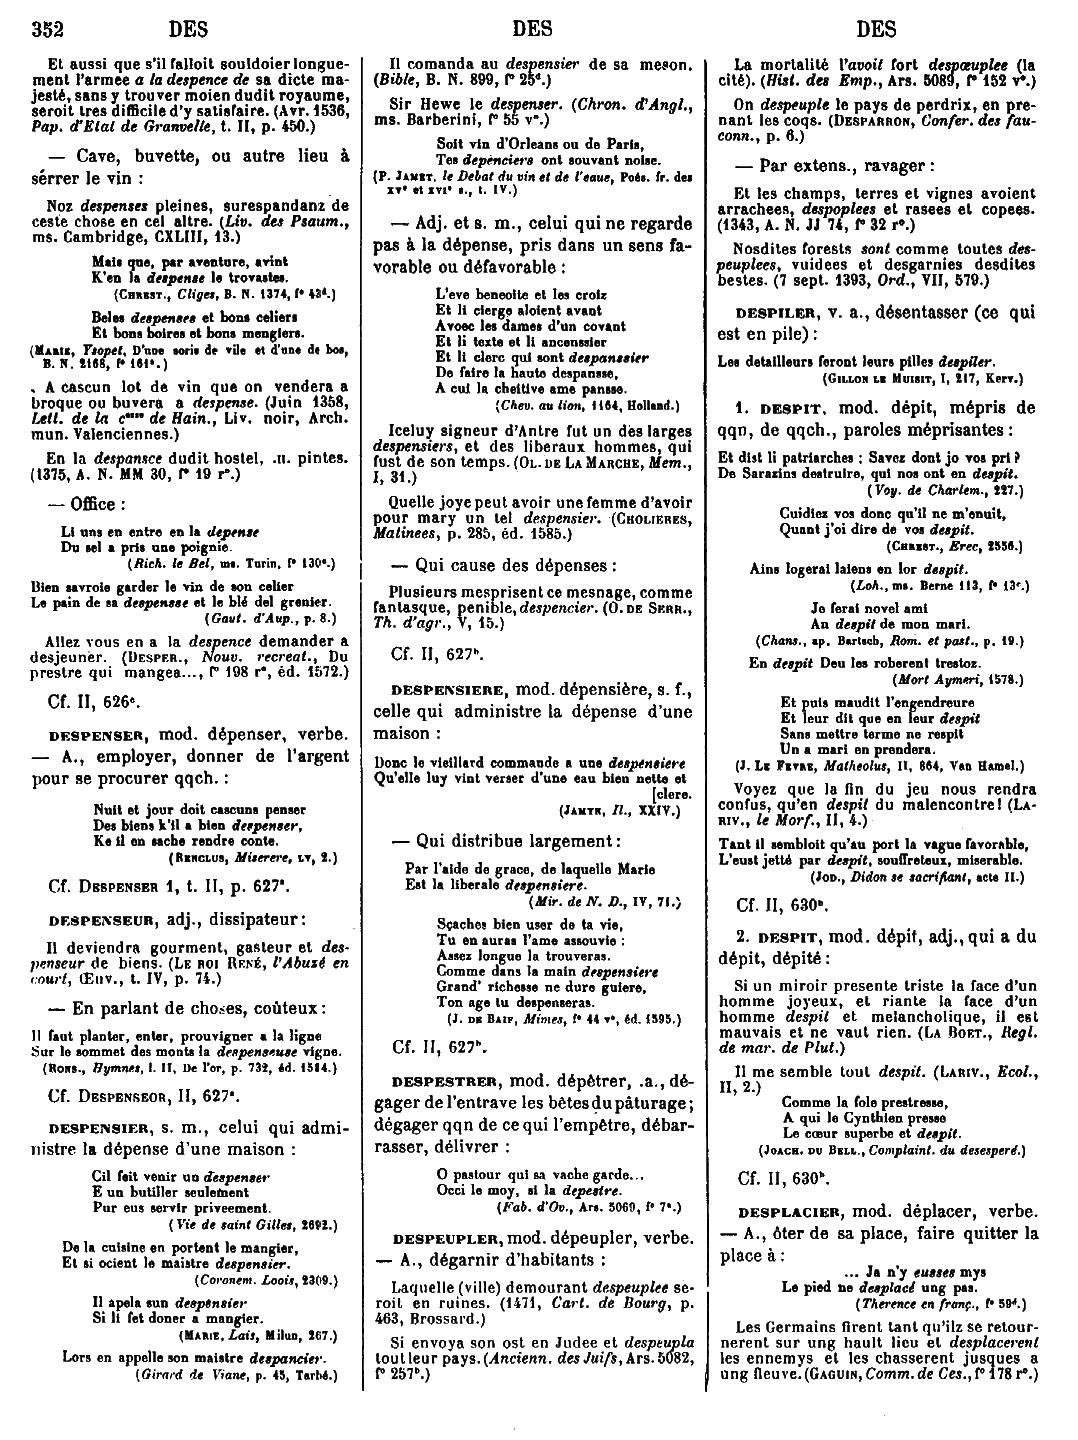 352 DES DES DES
Et aussi que s'il falloit souldoier longue-
ment l'armee a la despence de sa dicte ma-
jesté, sans y trouver moien dudit royaume,
seroit tres difficile d'y satisfaire. (Avr. 1536,
Pap. d'Etat de Granvelle, t. II, p. 450.)
— Cave, buvette, ou autre lieu à
sérrer le vin :
Noz despenses pleines, surespandanz de
ceste chose en cel altre. (Liv. des Psaum.,
ms. Cambridge, CXLIII, 13.)
Mais que, par aventure, avint
K'en la despense le trovastes.
(Chrest., Cliges, B. N. 1374, f° 43d.)
Beles despenses et bons celiers
Et bons boires et bons mengiers.
(Marie, Ysopet, D'une soris de vile et d'une de bos,
B. N. 2168, f° 161a.)
A cascun lot de vin que on vendera a
broque ou buvera a despense. (Juin 1358,
Lett. de la cesse de Hain., Liv. noir, Arch.
mun. Valenciennes.)
En la despansce dudit hostel, .II. pintes.
(1375, A. N. MM 30, f° 19 r°.)
— Office :
Li uns en entre en la depense
Du sel a pris une poignie.
(Rich. le Bel, ms. Turin, f° 130a.)
Bien savroie garder le vin de son celier
Le pain de sa despensse et le blé del grenier.
(Gaut. d'Aup., p. 8.)
Allez vous en a la despence demander a
desjeuner. (Desper., Nouv. recreat., Du
prestre qui mangea..., f° 198 r°, éd. 1572.)
Cf. II, 626c.
DESPENSER, mod. dépenser, verbe.
— A., employer, donner de l'argent
pour se procurer qqch. :
Nuit et jour doit cascuns penser
Des biens k'il a bien despenser,
Ke il en sache rendre conte.
(Renclus, Miserere, LV, 2.)
Cf. Despenser 1, t. II, p. 627a.
DESPENSEUR, adj., dissipateur :
Il deviendra gourment, gasteur et des-
penseur de biens. (Le roi René, l'Abuzé en
court, Œuv., t. IV, p. 74.)
— En parlant de choses, coûteux :
Il faut planter, enter, prouvigner a la ligne
Sur le sommet des monts la despenseuse vigne.
(Rons., Hymnes, l. II, De l'or, p. 732, éd. 1584.)
Cf. Despenseor, II, 627a.
DESPENSIER, s. m., celui qui admi-
nistre la dépense d'une maison :
Cil feit venir un despenser
E un butiller seulement
Pur eus servir priveement.
(Vie de saint Gilles, 2692.)
De la cuisine en portent le mangier,
Et si ocient le maistre despensier.
(Coronem. Loois, 2309.)
Il apela sun despensier
Si li fet doner a mangier.
(Marie, Lais, Milun, 267.)
Lors en appelle son maistre despancier.
(Girard de Viane, p. 45, Tarbé.)
Il comanda au despensier de sa meson.
(Bible, B. N. 899, f° 25d.)
Sir Hewe le despenser. (Chron. d'Angl.,
ms. Barberini, f° 55 v°.)
Soit vin d'Orleans ou de Paris,
Tes depenciers ont souvant noise.
(P. Jamet, le Debat du vin et de l'eaue, Poés. fr. des
XVe et XVIe s., t. IV.)
— Adj. et s. m., celui qui ne regarde
pas à la dépense, pris dans un sens fa-
vorable ou défavorable :
L'eve beneoite et les croiz
Et li cierge aloient avant
Avoec les dames d'un covant
Et li texte et li ancenssier
Et li clerc qui sont despanssier
De faire la haute despansse,
A cui la cheitive ame pansse.
(Chev. au lion, 1164, Holland.)
Iceluy signeur d'Antre fut un des larges
despensiers, et des liberaux hommes, qui
fust de son temps. (Ol. de La Marche, Mem.,
I, 31.)
Quelle joye peut avoir une femme d'avoir
pour mary un tel despensier. (Cholieres,
Matinees, p. 285, éd. 1585.)
— Qui cause des dépenses :
Plusieurs mesprisent ce mesnage, comme
fantasque, penible, despencier. (O. de Serr.,
Th. d'agr., V, 15.)
Cf. II, 627b.
DESPENSIERE, mod. dépensière, s. f.,
celle qui administre la dépense d'une
maison :
Donc le vieillard commande a une despensiere
Qu'elle luy vint verser d'une eau bien nette et
[clere.
(Jamyn, Il., XXIV.)
— Qui distribue largement :
Par l'aide de grace, de laquelle Marie
Est la liberale despensiere.
(Mir. de N. D., IV, 71.)
Sçaches bien user de ta vie,
Tu en auras l'ame assouvie :
Assez longue la trouveras.
Comme dans la main despensiere
Grand' richesse ne dure guiere,
Ton age tu despenseras.
(J. de Baif, Mimes, f° 44 v°, éd. 1595.)
Cf. II, 627b.
DESPESTRER, mod. dépêtrer, .a., dé-
gager de l'entrave les bêtes du pâturage;
dégager qqn de ce qui l'empêtre, débar-
rasser, délivrer :
O pastour qui sa vache garde...
Occi le moy, si la depestre.
(Fab. d'Ov., Ars. 5069, f° 7a.)
DESPEUPLER, mod. dépeupler, verbe.
— A., dégarnir d'habitants :
Laquelle (ville) demourant despeuplee se-
roit en ruines. (1471, Cart. de Bourg, p.
463, Brossard.)
Si envoya son ost en Judee et despeupla
tout leur pays. (Ancienn. des Juifs, Ars. 5082,
f° 257b.)
La mortalité l'avoit fort despœuplee (la
cité). (Hist. des Emp., Ars. 5089, f° 152 v°.)
On despeuple le pays de perdrix, en pre-
nant les coqs. (Desparron, Confer. des fau-
conn., p. 6.)
— Par extens., ravager :
Et les champs, terres et vignes avoient
arrachees, despoplees et rasees et copees.
(1343, A. N. JJ 74, f° 32 r°.)
Nosdites forests sont comme toutes des-
peuplees, vuidees et desgarnies desdites
bestes. (7 sept. 1393, Ord., VII, 579.)
DESPILER, v. a., désentasser (ce qui
est en pile) :
Les detailleurs feront leurs pilles despiler.
(Gillon le Muisit, I, 217, Kerv.)
1. DESPIT, mod. dépit, mépris de
qqn, de qqch., paroles méprisantes :
Et dist li patriarches : Savez dont jo vos pri ?
De Sarazins destruire, qui nos ont en despit.
(Voy. de Charlem., 227.)
Cuidiez vos donc qu'il ne m'enuit,
Quant j'oi dire de vos despit.
(Chrest., Erec, 2556.)
Ains logerai laiens en lor despit.
(Loh., ms. Berne 113, f° 13c.)
Je ferai novel ami
An despit de mon mari.
(Chans., ap. Bartsch, Rom. et past., p. 19.)
En despit Deu les roberent trestoz.
(Mort Aymeri, 1578.)
Et puis maudit l'engendreure
Et leur dit que en leur despit
Sans mettre terme ne respit
Un a mari en prendera.
(J. Le Fevre, Matheolus, II, 864, Van Hamel.)
Voyez que la fin du jeu nous rendra
confus, qu'en despit du malencontre! (La-
riv., le Morf., II, 4.)
Tant il sembloit qu'au port la vague favorable,
L'eust jetté par despit, souffreteux, miserable.
(Jod., Didon se sacrifiant, acte II.)
Cf. II, 630a.
2. DESPIT, mod. dépit, adj., qui a du
dépit, dépité :
Si un miroir presente triste la face d'un
homme joyeux, et riante la face d'un
homme despit et melancholique, il est
mauvais et ne vaut rien. (La Boet., Regl.
de mar. de Plut.)
Il me semble tout despit. (Lariv., Ecol.,
II, 2.)
Comme la fole prestresse,
A qui le Cynthien presse
Le cœur superbe et despit.
(Joach. du Bell., Complaint. du desesperé.)
Cf. II, 630b.
DESPLACIER, mod. déplacer, verbe.
— A., ôter de sa place, faire quitter la
place à :
... Ja n'y eusses mys
Le pied ne desplacé ung pas.
(Therence en franç., f° 59d.)
Les Germains firent tant qu'ilz se retour-
nerent sur ung hault lieu et desplacerent
les ennemys et les chasserent jusques a
ung fleuve. (Gaguin, Comm. de Ces., f° 178 r°.)